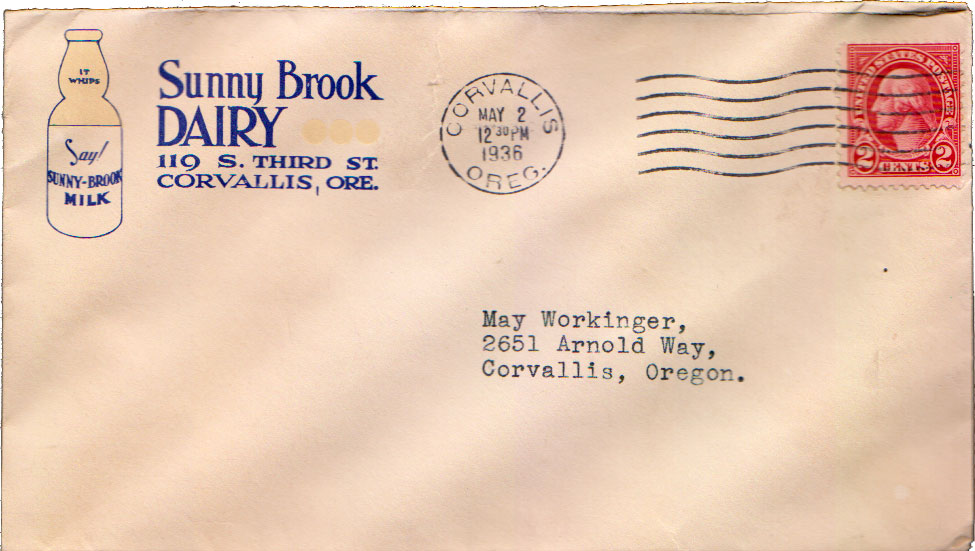 IT
WHIPS
Say!
SUNNY-BROOK
MILK
Sunny Brook
DAIRY
119 S. THIRD ST.
CORVALLIS, ORE.
CORVALLIS
MAY 2
12 30 PM
1936
OREG.
UNITED STATES POSTAGE
2 CENTS 2
May Workinger,
2651 Arnold Way,
Corvallis, Oregon.